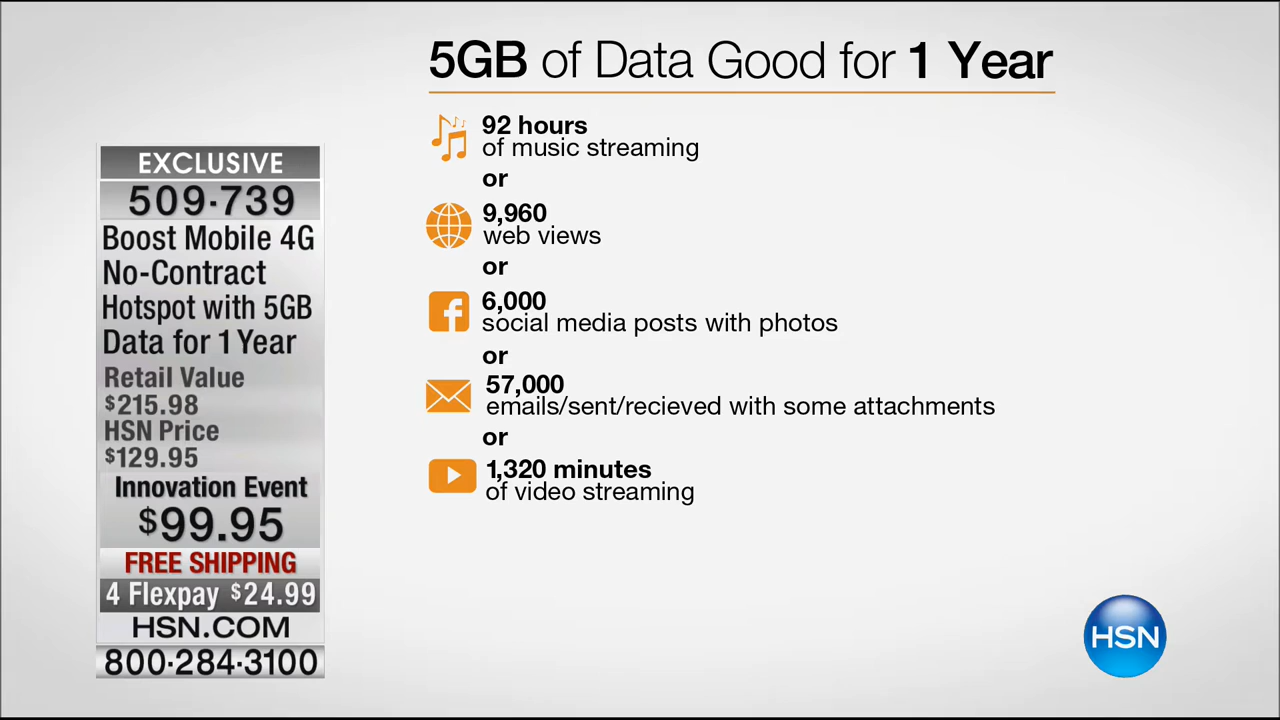 5GB of Data Good for 1 Year
92 hours
of music streaming
or
9,960
web views
or
6,000
social media posts with photos
or
57,000
emails/sent/recieved with some attachments
or
1,320 minutes
of video streaming
EXCLUSIVE
509·739
Boost Mobile 4G
No-Contract
Hotspot with 5GB
Data for 1 Year
Retail Value
$215.98
HSN Price
$129.95
Innovation Event
$99.95
FREE SHIPPING
4 Flexpay $24.99
HSN.COM
800·284·3100
HSN